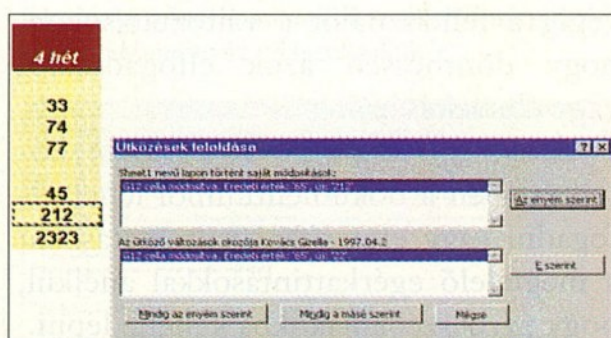 4 hét
33
74
77
45
212
2323
Ütközések feloldása
Sheet1 nevű lapon történt saját módosítások:
G12 cella módosítva. Eredeti érték: '65', új: '212'.
Az enyém szerint
Az ütköző változások okozója Kovács Gizella - 1997.04.2
G12 cella módosítva. Eredeti érték: '65', új: '22'.
E szerint
Mindig az enyém szerint
Mindig a másé szerint
Mégse